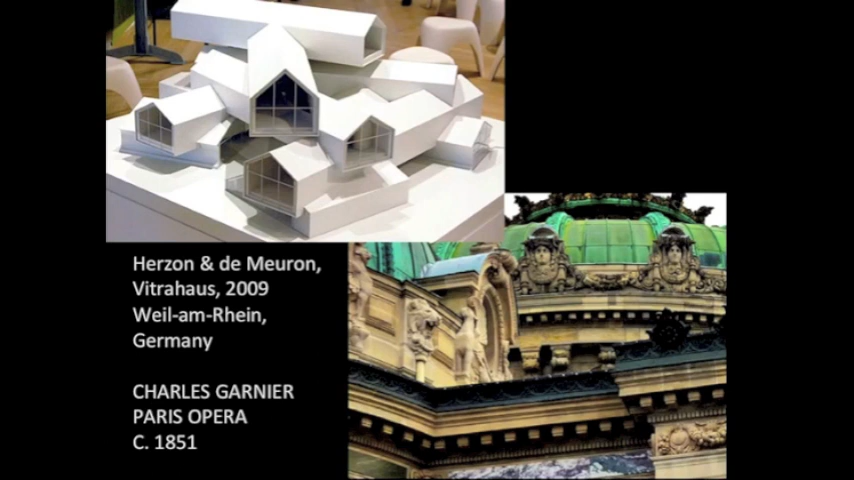 Herzon & de Meuron,
Vitrahaus, 2009
Weil-am-Rhein,
Germany
CHARLES GARNIER
PARIS OPERA
C. 1851